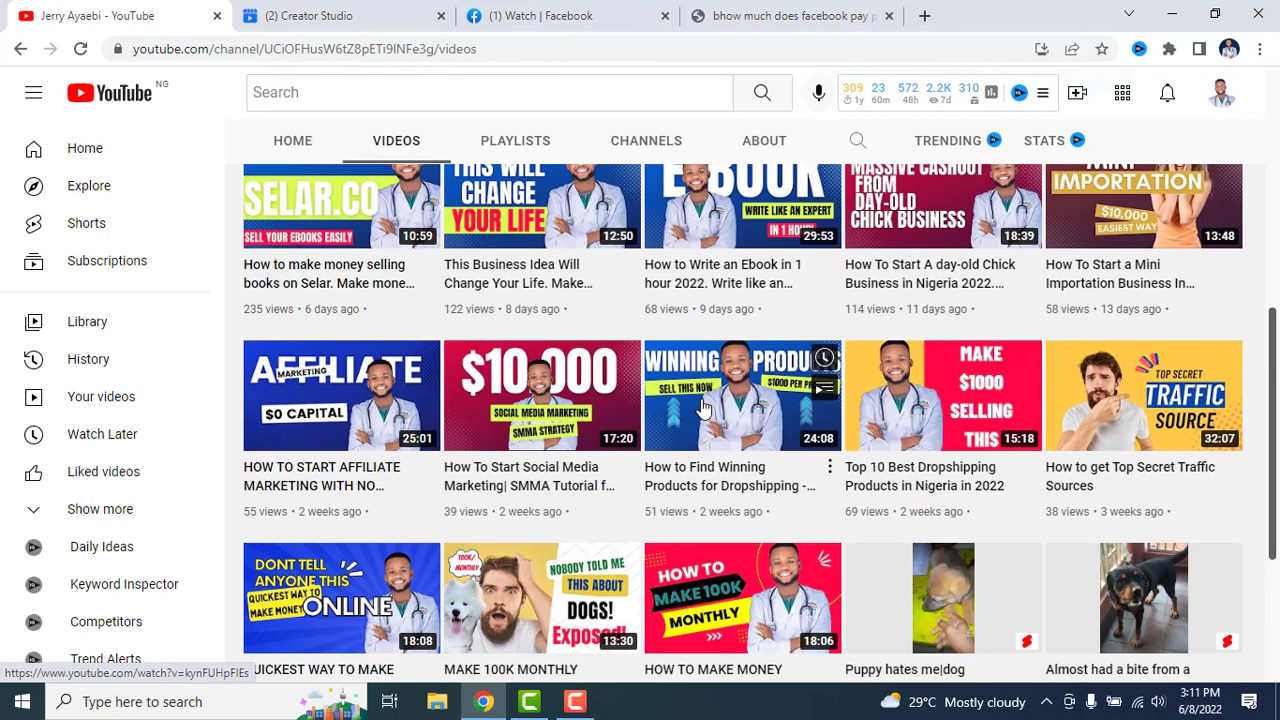 Jerry Ayaebi - YouTube
(2) Creator Studio
(1) Watch | Facebook
bhow much does facebook pay p
youtube.com/channel/UCiOFHusW6tZ8pETi9INFe3g/videos
YouTube NG
Search
309 23 572 2.2K 310
1y 60m 48h 7d
HOME VIDEOS PLAYLISTS CHANNELS ABOUT TRENDING STATS
Home
Explore
Shorts
Subscriptions
Library
History
Your videos
Watch Later
Liked videos
Show more
Daily Ideas
Keyword Inspector
Competitors
Trend Alerts
SELAR.CO
SELL YOUR EBOOKS EASILY
10:59
THIS WILL
CHANGE
YOUR LIFE
12:50
EBOOK
WRITE LIKE AN EXPERT
IN 1 HOUR
29:53
MASSIVE CASHOUT
FROM
DAY-OLD
CHICK BUSINESS
18:39
MINI
IMPORTATION
$10,000
EASIEST WAY
13:48
How to make money selling
books on Selar. Make mone...
235 views • 6 days ago •
This Business Idea Will
Change Your Life. Make...
122 views • 8 days ago •
How to Write an Ebook in 1
hour 2022. Write like an...
68 views • 9 days ago •
How To Start A day-old Chick
Business in Nigeria 2022....
114 views • 11 days ago •
How To Start a Mini
Importation Business In...
58 views • 13 days ago •
AFFILIATE
MARKETING
$0 CAPITAL
25:01
$10,000
SOCIAL MEDIA MARKETING
SMMA STRATEGY
17:20
WINNING PRODUCTS
SELL THIS NOW
$1000 PER PR
24:08
MAKE
$1000
SELLING
THIS
15:18
TOP SECRET
TRAFFIC
SOURCE
32:07
HOW TO START AFFILIATE
MARKETING WITH NO...
55 views • 2 weeks ago •
How To Start Social Media
Marketing| SMMA Tutorial f...
39 views • 2 weeks ago •
How to Find Winning
Products for Dropshipping -...
51 views • 2 weeks ago •
Top 10 Best Dropshipping
Products in Nigeria in 2022
69 views • 2 weeks ago •
How to get Top Secret Traffic
Sources
38 views • 3 weeks ago •
DONT TELL
ANYONE THIS
QUICKEST WAY TO
MAKE MONEY ONLINE
18:08
100K/
MONTHLY
NOBODY TOLD ME
THIS ABOUT
DOGS!
Exposed!
13:30
HOW TO
MAKE 100K
MONTHLY
18:06
QUICKEST WAY TO MAKE
MAKE 100K MONTHLY
HOW TO MAKE MONEY
Puppy hates me|dog
Almost had a bite from a
https://www.youtube.com/watch?v=kynFUHpFIEs
Type here to search
29°C Mostly cloudy
3:11 PM
6/8/2022